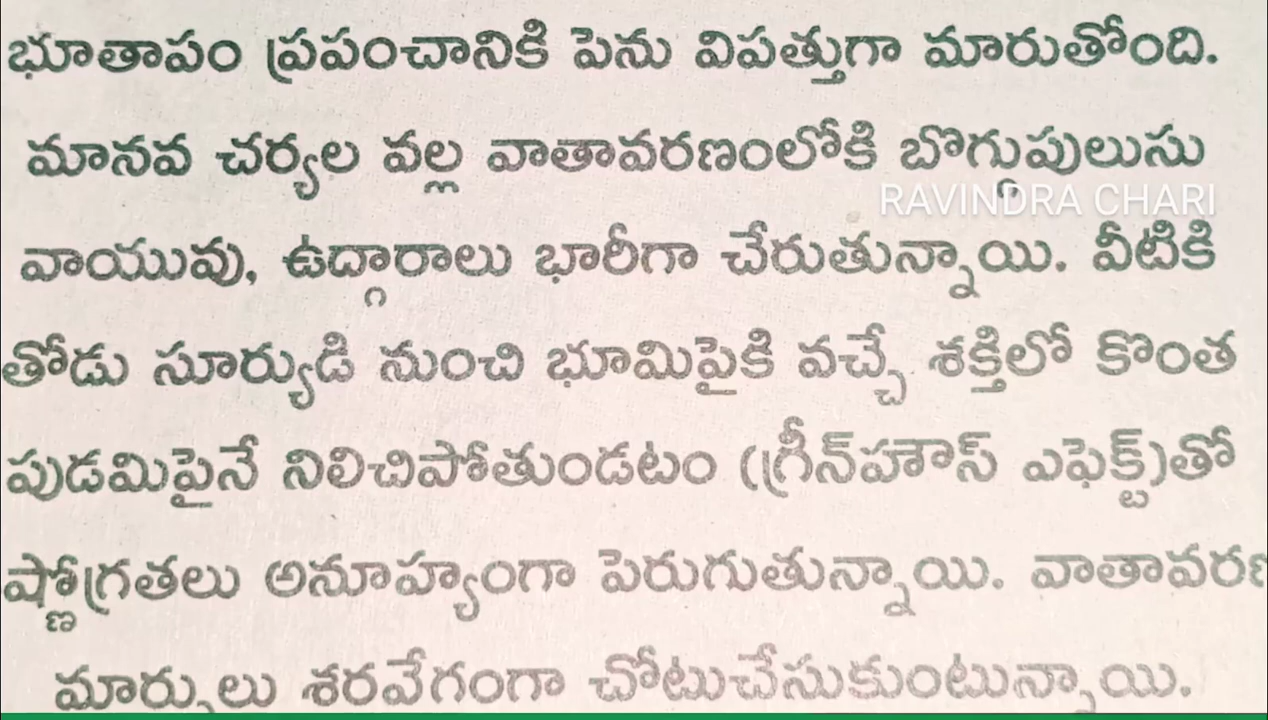 భూతాపం ప్రపంచానికి పెను విపత్తుగా మారుతోంది.
మానవ చర్యల వల్ల వాతావరణంలోకి బొగ్గుపులుసు
RAVINDRA CHARI
వాయువు, ఉద్గారాలు భారీగా చేరుతున్నాయి. వీటికి
తోడు సూర్యుడి నుంచి భూమిపైకి వచ్చే శక్తిలో కొంత
పుడమిపైనే నిలిచిపోతుండటం (గ్రీన్‌హౌస్ ఎఫెక్ట్)తో
ష్ణోగ్రతలు అనూహ్యంగా పెరుగుతున్నాయి. వాతావరణ
మార్పులు శరవేగంగా చోటుచేసుకుంటున్నాయి.